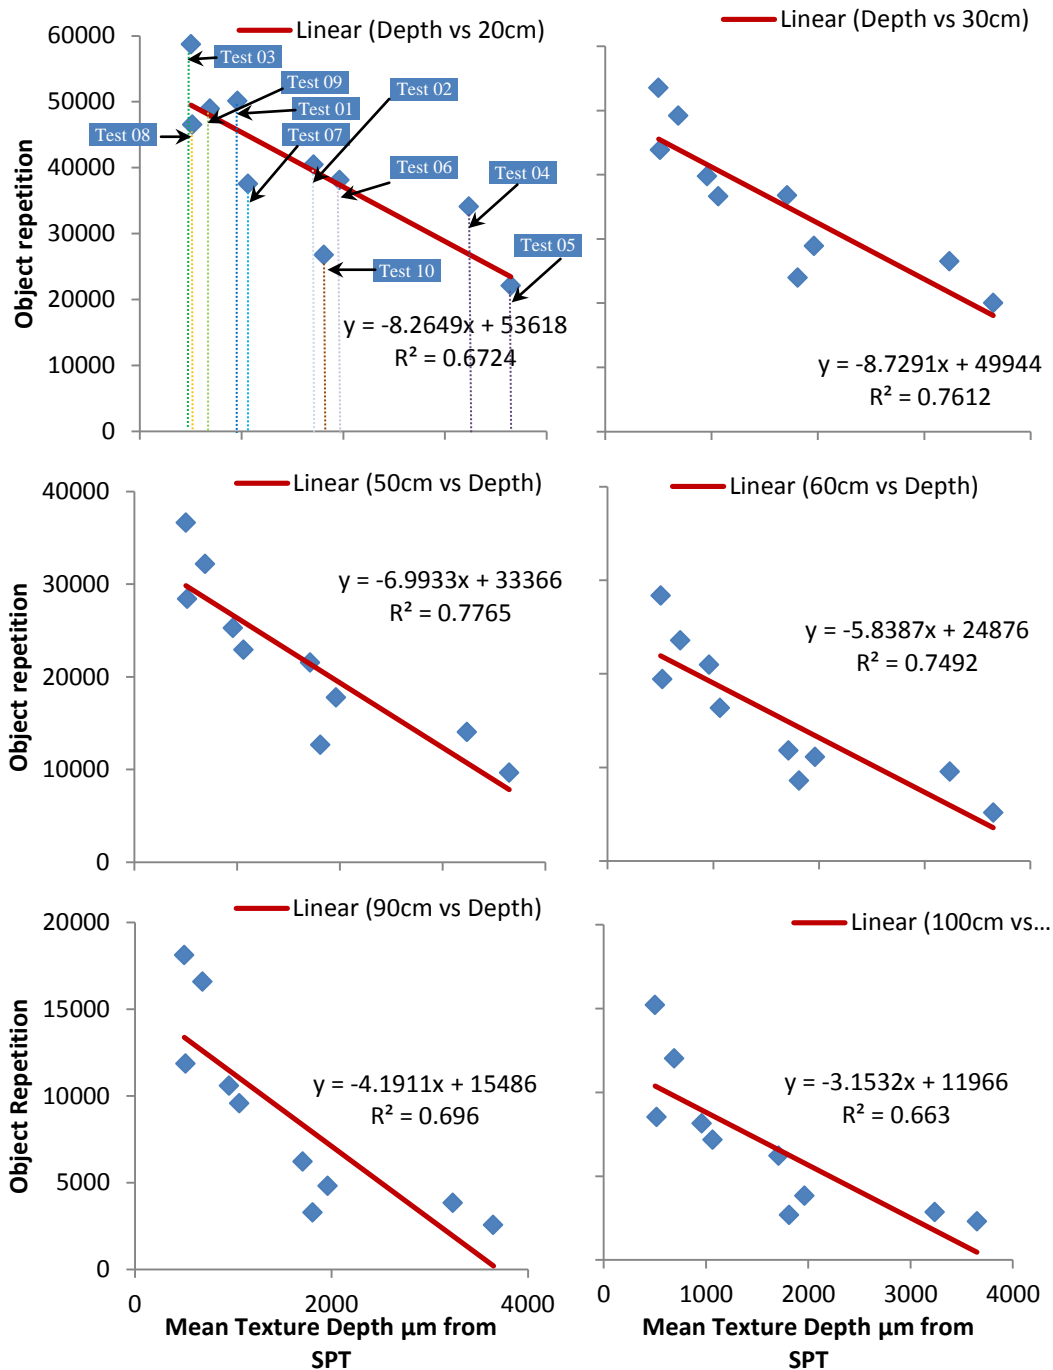 Linear (Depth vs 20cm)
60000
50000
40000
30000
20000
10000
0
Object repetition
Test 03
Test 09
Test 02
Test 01
Test 08
Test 07
Test 06
Test 04
Test 05
Test 10
y = -8.2649x + 53618
R² = 0.6724
Linear (Depth vs 30cm)
y = -8.7291x + 49944
R² = 0.7612
Linear (50cm vs Depth)
40000
30000
20000
10000
0
Object repetition
y = -6.9933x + 33366
R² = 0.7765
Linear (60cm vs Depth)
y = -5.8387x + 24876
R² = 0.7492
Linear (90cm vs Depth)
20000
15000
10000
5000
0
Object Repetition
y = -4.1911x + 15486
R² = 0.696
0 2000 4000
Mean Texture Depth µm from
SPT
Linear (100cm vs...
y = -3.1532x + 11966
R² = 0.663
0 1000 2000 3000 4000
Mean Texture Depth µm from
SPT